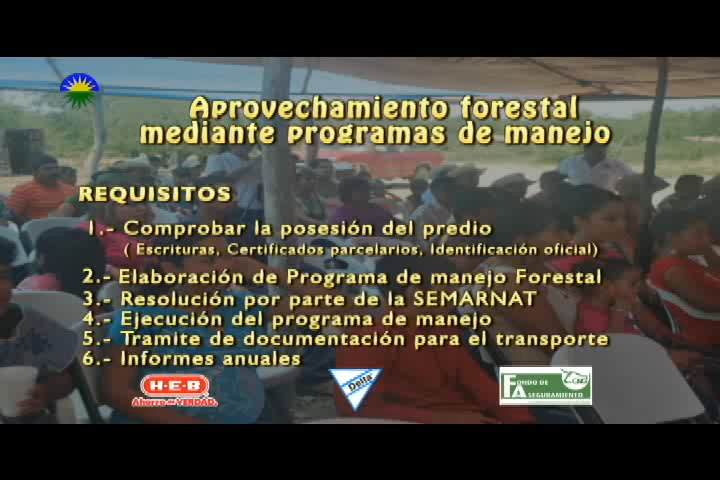 Aprovechamiento forestal
mediante programas de manejo
REQUISITOS
1.- Comprobar la posesión del predio
( Escrituras, Certificados parcelarios, Identificación oficial)
2.- Elaboración de Programa de manejo Forestal
3.- Resolución por parte de la SEMARNAT
4.- Ejecución del programa de manejo
5.- Tramite de documentación para el transporte
6.- Informes anuales
H-E-B
Ahorro de VERDAD.
Delta
FONDO DE
ASEGURAMIENTO